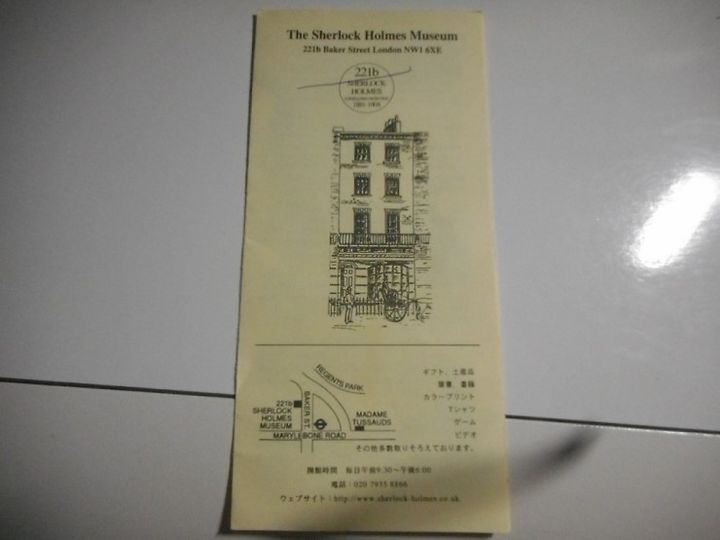 The Sherlock Holmes Museum
221b Baker Street London NW1 6XE
221b
SHERLOCK
HOLMES
1881-1904
REGENTS PARK
BAKER ST.
221b
SHERLOCK
HOLMES
MUSEUM
MADAME
TUSSAUDS
MARYLEBONE ROAD
ギフト、土産品
書籍
カラープリント
Tシャツ
ゲーム
ビデオ
その他多数取りそろえております。
開館時間 毎日午前9:30〜午後6:00
電話:020 7935 8866
ウェブサイト:http://www.sherlock-holmes.co.uk